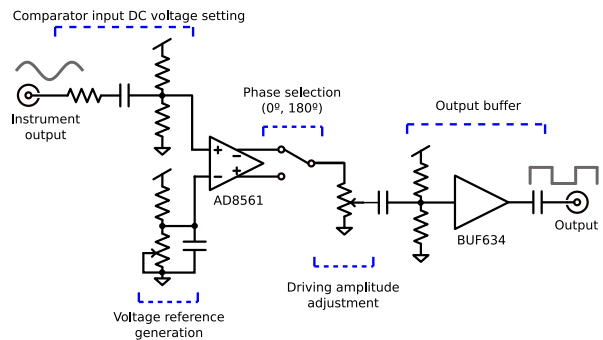 Comparator input DC voltage setting
Instrument
output
Phase selection
(0º, 180º)
Output buffer
+
−
−
+
AD8561
BUF634
Output
Driving amplitude
adjustment
Voltage reference
generation